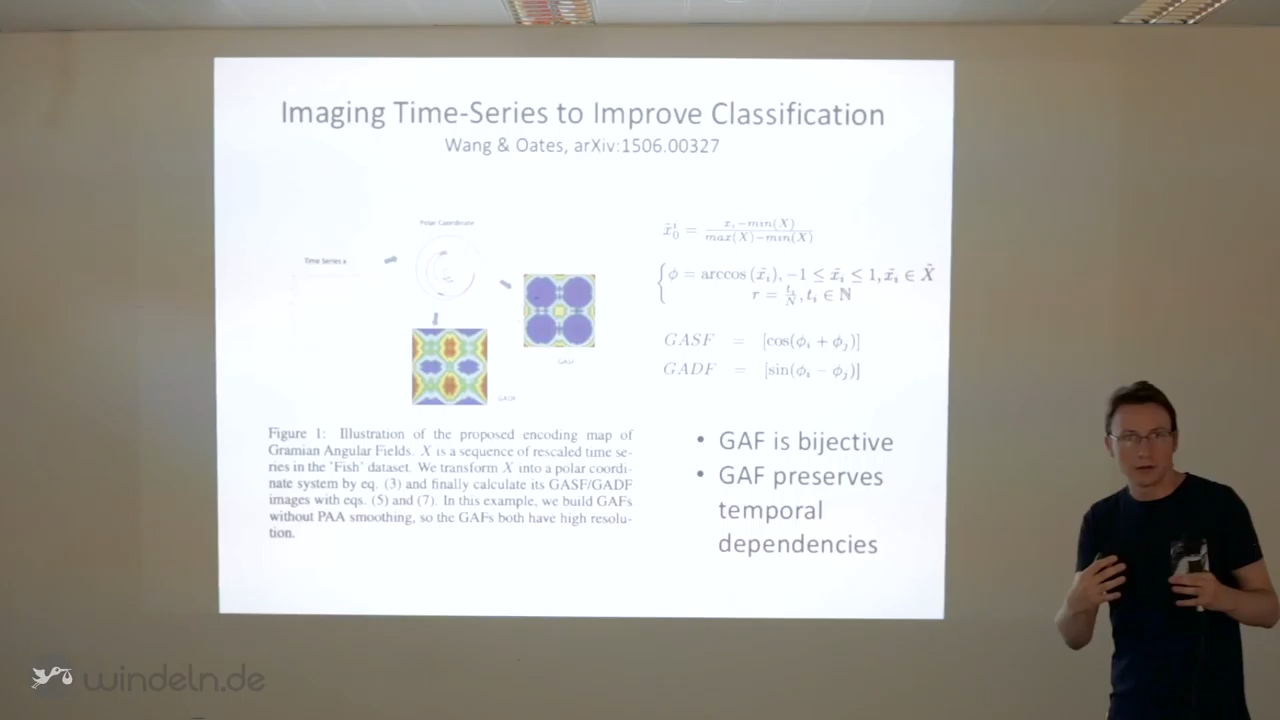 Imaging Time-Series to Improve Classification
Wang & Oates, arXiv:1506.00327
Polar Coordinate
Time Series x
GASF
GADF
x̃₀ⁱ = (xᵢ−min(X))/(max(X)−min(X))
{ϕ = arccos (x̃ᵢ), −1 ≤ x̃ᵢ ≤ 1, x̃ᵢ ∈ X̃
r = tᵢ/N, tᵢ ∈ ℕ
GASF = [cos(ϕᵢ + ϕⱼ)]
GADF = [sin(ϕᵢ − ϕⱼ)]
Figure 1: Illustration of the proposed encoding map of
Gramian Angular Fields. X is a sequence of rescaled time se-
ries in the 'Fish' dataset. We transform X into a polar coordi-
nate system by eq. (3) and finally calculate its GASF/GADF
images with eqs. (5) and (7). In this example, we build GAFs
without PAA smoothing, so the GAFs both have high resolu-
tion.
• GAF is bijective
• GAF preserves
temporal
dependencies
windeln.de